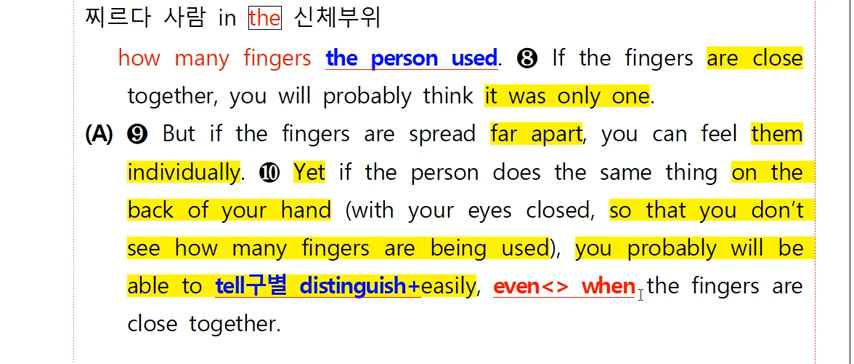 찌르다 사람 in the 신체부위
how many fingers the person used. ❽ If the fingers are close
together, you will probably think it was only one.
(A) ❾ But if the fingers are spread far apart, you can feel them
individually. ❿ Yet if the person does the same thing on the
back of your hand (with your eyes closed, so that you don't
see how many fingers are being used), you probably will be
able to tell구별 distinguish+easily, even<> when the fingers are
close together.